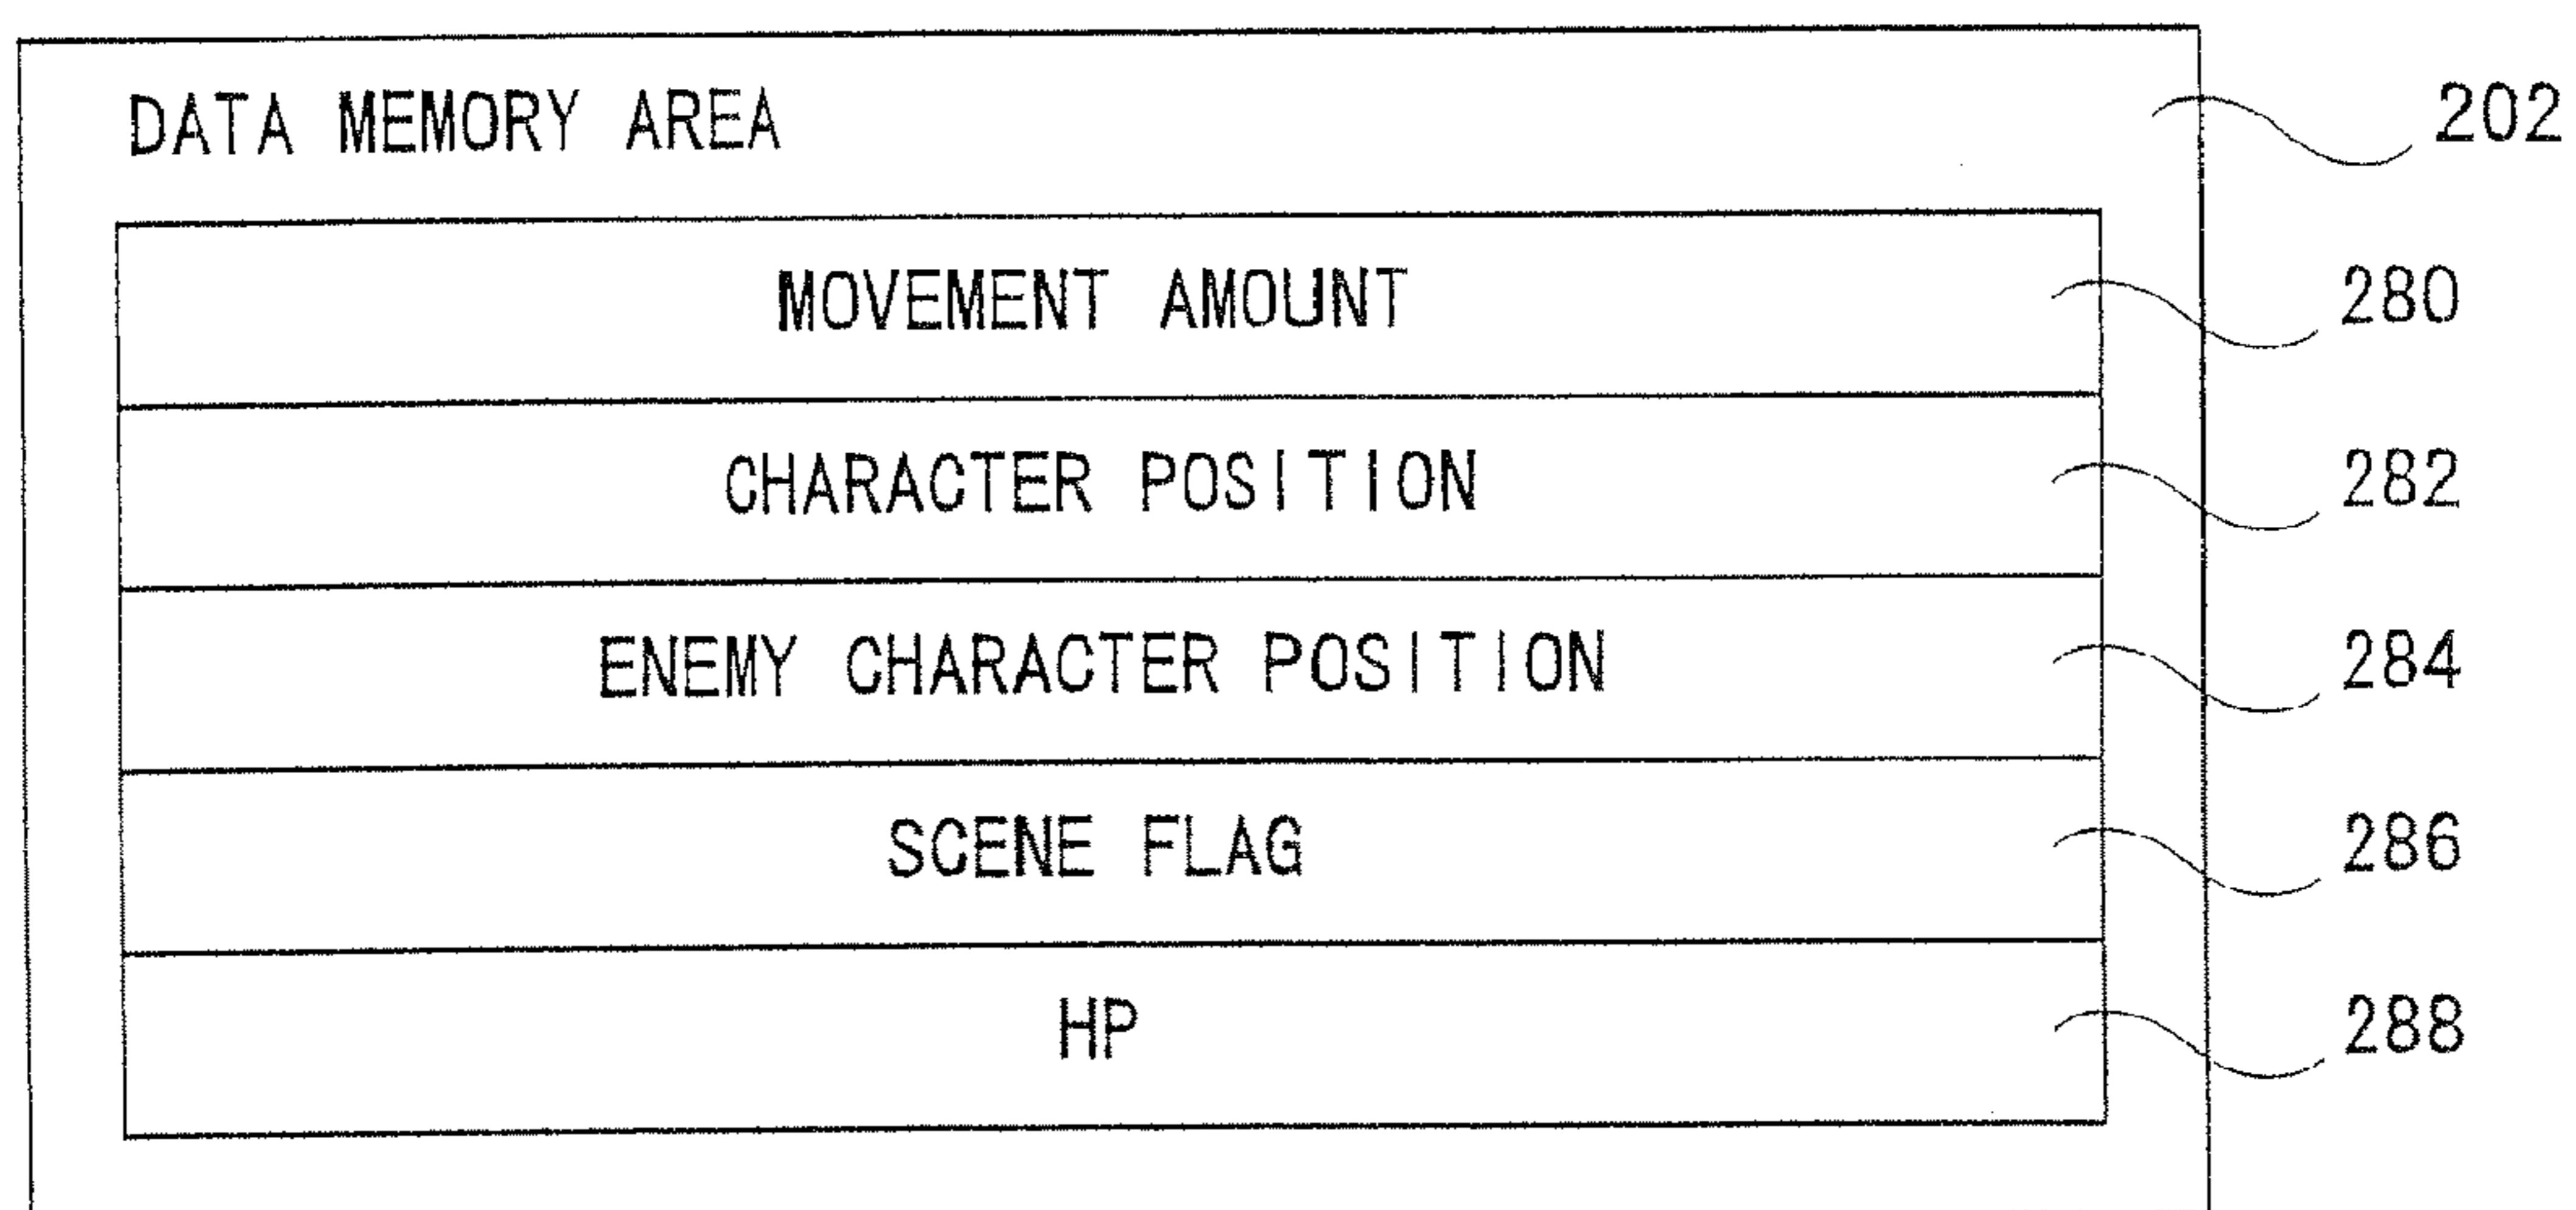 DATA MEMORY AREA 202
MOVEMENT AMOUNT 280
CHARACTER POSITION 282
ENEMY CHARACTER POSITION 284
SCENE FLAG 286
HP 288